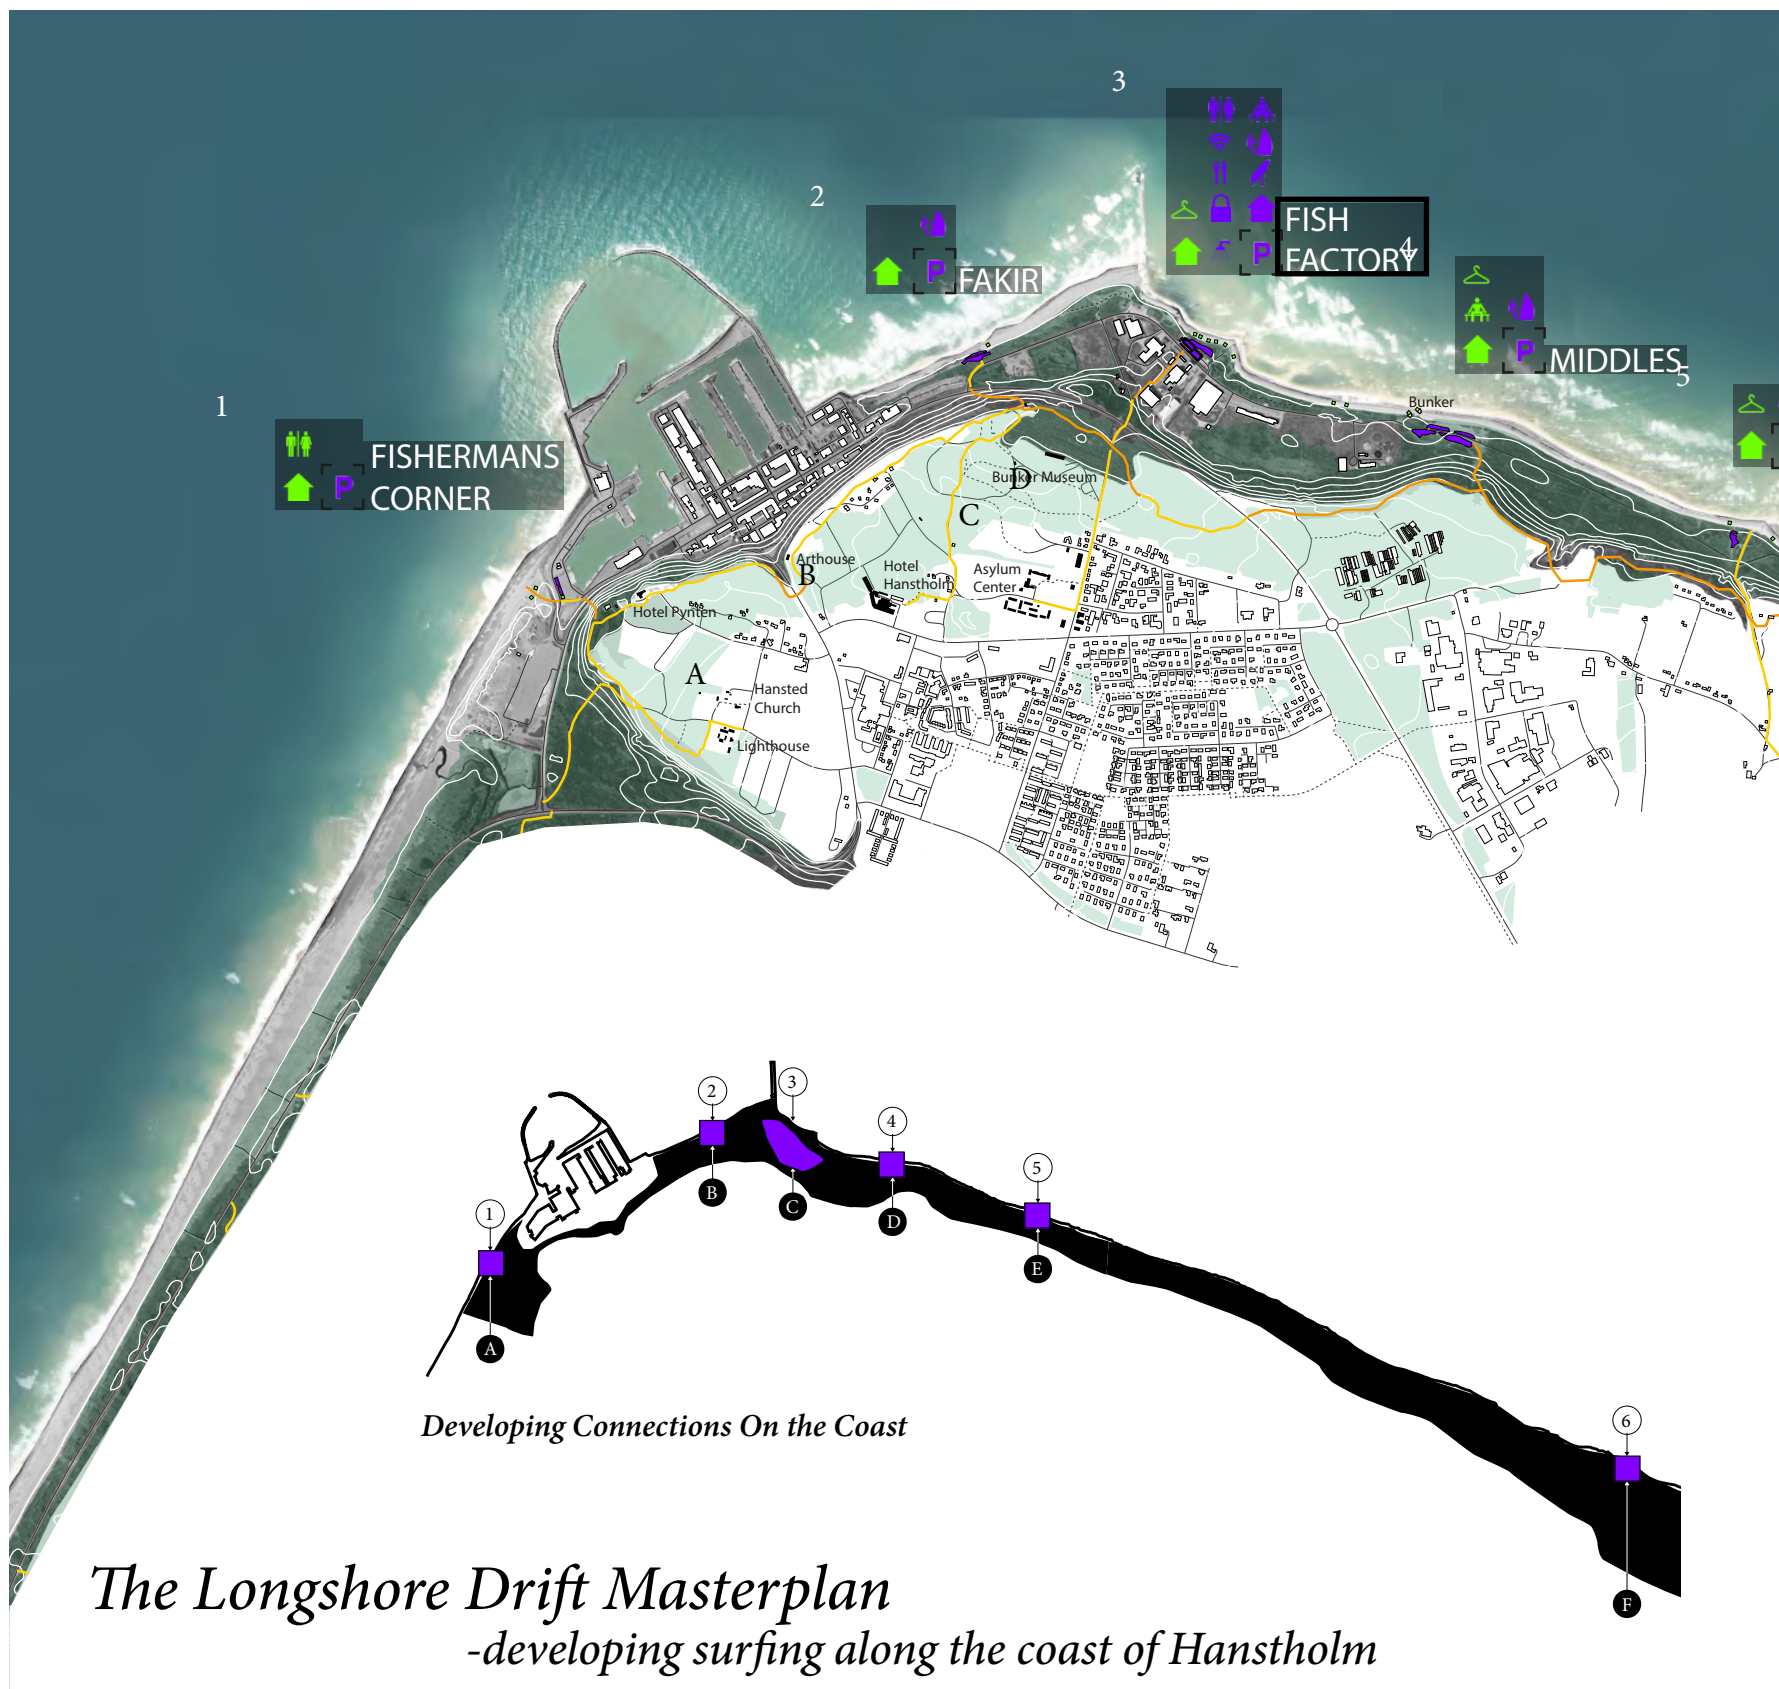 3
2
FISH
FACTORY
4
P
FAKIR
P
MIDDLES
P
5
1
FISHERMANS
CORNER
P
Bunker
Bunker Museum
D
C
Arthouse
B
Hotel
Hanstholm
Asylum
Center
Hotel Pynten
A
Hansted
Church
Lighthouse
1
2
3
4
5
6
A
B
C
D
E
F
Developing Connections On the Coast
The Longshore Drift Masterplan
-developing surfing along the coast of Hanstholm